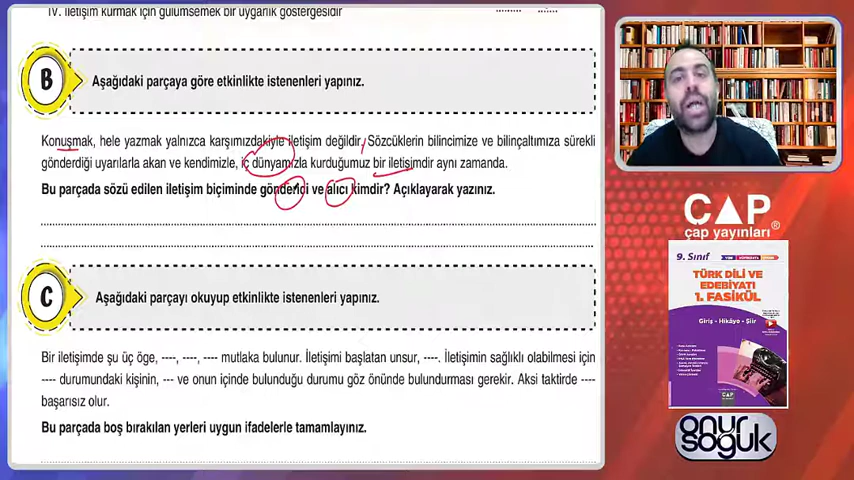 IV. İletişim kurmak için gülümsemek bir uygarlık göstergesidir
B
Aşağıdaki parçaya göre etkinlikte istenenleri yapınız.
Konuşmak, hele yazmak yalnızca karşımızdakiyle iletişim değildir, Sözcüklerin bilincimize ve bilinçaltımıza sürekli
gönderdiği uyarılarla akan ve kendimizle, iç dünyamızla kurduğumuz bir iletişimdir aynı zamanda.
Bu parçada sözü edilen iletişim biçiminde gönderici ve alıcı kimdir? Açıklayarak yazınız.
C
Aşağıdaki parçayı okuyup etkinlikte istenenleri yapınız.
Bir iletişimde şu üç öge, ----, ----, ---- mutlaka bulunur. İletişimi başlatan unsur, ----. İletişimin sağlıklı olabilmesi için
---- durumundaki kişinin, --- ve onun içinde bulunduğu durumu göz önünde bulundurması gerekir. Aksi taktirde ----
başarısız olur.
Bu parçada boş bırakılan yerleri uygun ifadelerle tamamlayınız.
ÇAP
çap yayınları®
9. Sınıf
TÜRK DİLİ VE
EDEBİYATI
1. FASİKÜL
Giriş - Hikâye - Şiir
ÇAP
onur
soğuk